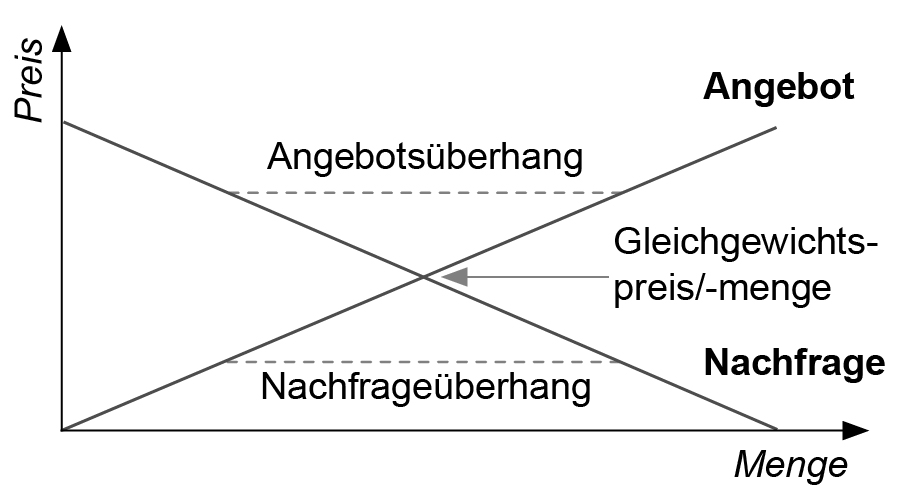 Preis
Angebot
Angebotsüberhang
Gleichgewichts-
preis/-menge
Nachfrage
Nachfrageüberhang
Menge